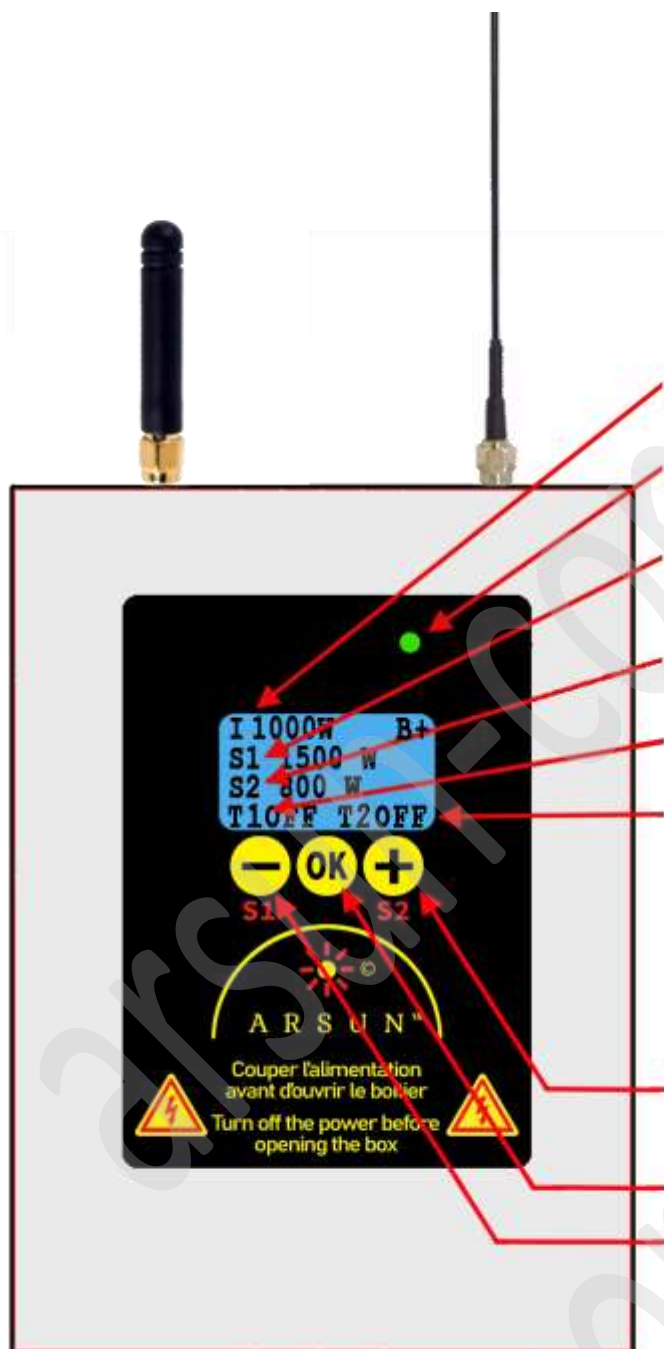 I 1000W B+
S1 1500 W
S2 800 W
T1OFF T2OFF
OK
S1 S2
©
ARSUN™
Couper l'alimentation
avant d'ouvrir le boîtier
Turn off the power before
opening the box